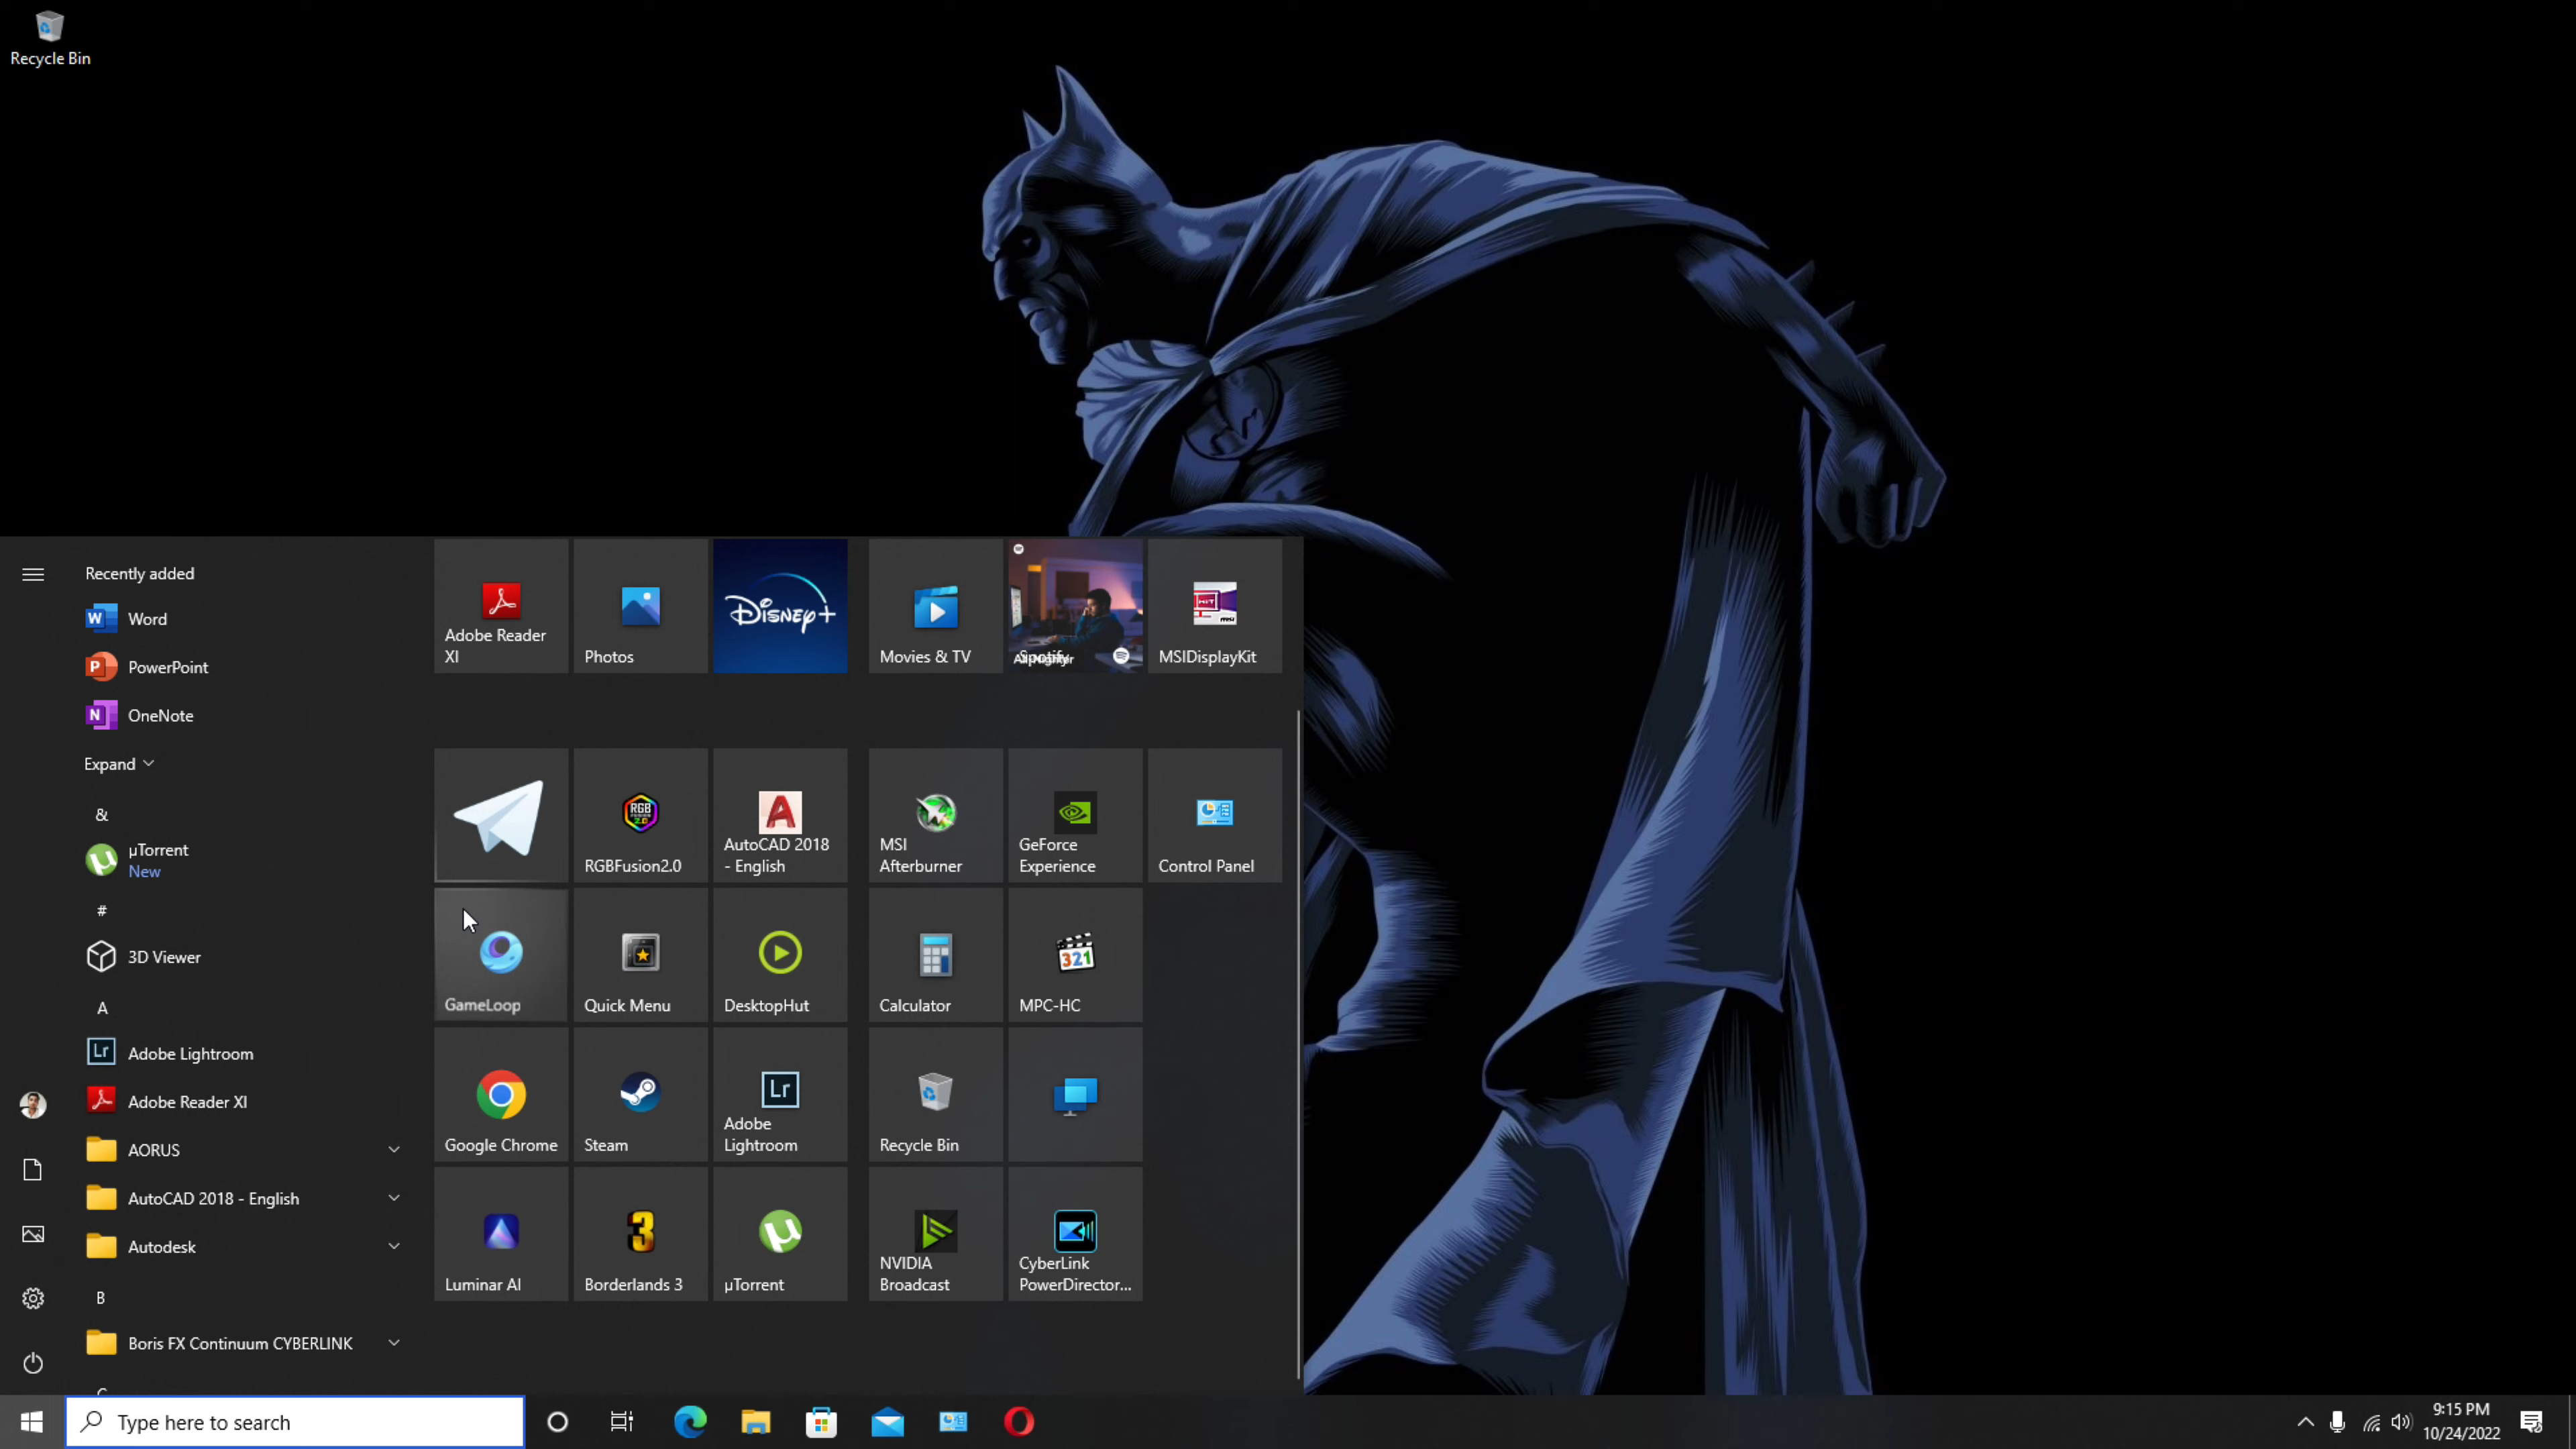 Recycle Bin
Recently added
Word
PowerPoint
OneNote
Expand
&
µTorrent
New
#
3D Viewer
A
Adobe Lightroom
Adobe Reader XI
AORUS
AutoCAD 2018 - English
Autodesk
B
Boris FX Continuum CYBERLINK
Adobe Reader
XI
Photos
Disney+
Movies & TV
Spotify
MSIDisplayKit
RGBFusion2.0
AutoCAD 2018
- English
MSI
Afterburner
GeForce
Experience
Control Panel
GameLoop
Quick Menu
DesktopHut
Calculator
321
MPC-HC
Google Chrome
Steam
Lr
Adobe
Lightroom
Recycle Bin
Luminar AI
3
Borderlands 3
µTorrent
NVIDIA
Broadcast
CyberLink
PowerDirector...
Type here to search
9:15 PM
10/24/2022